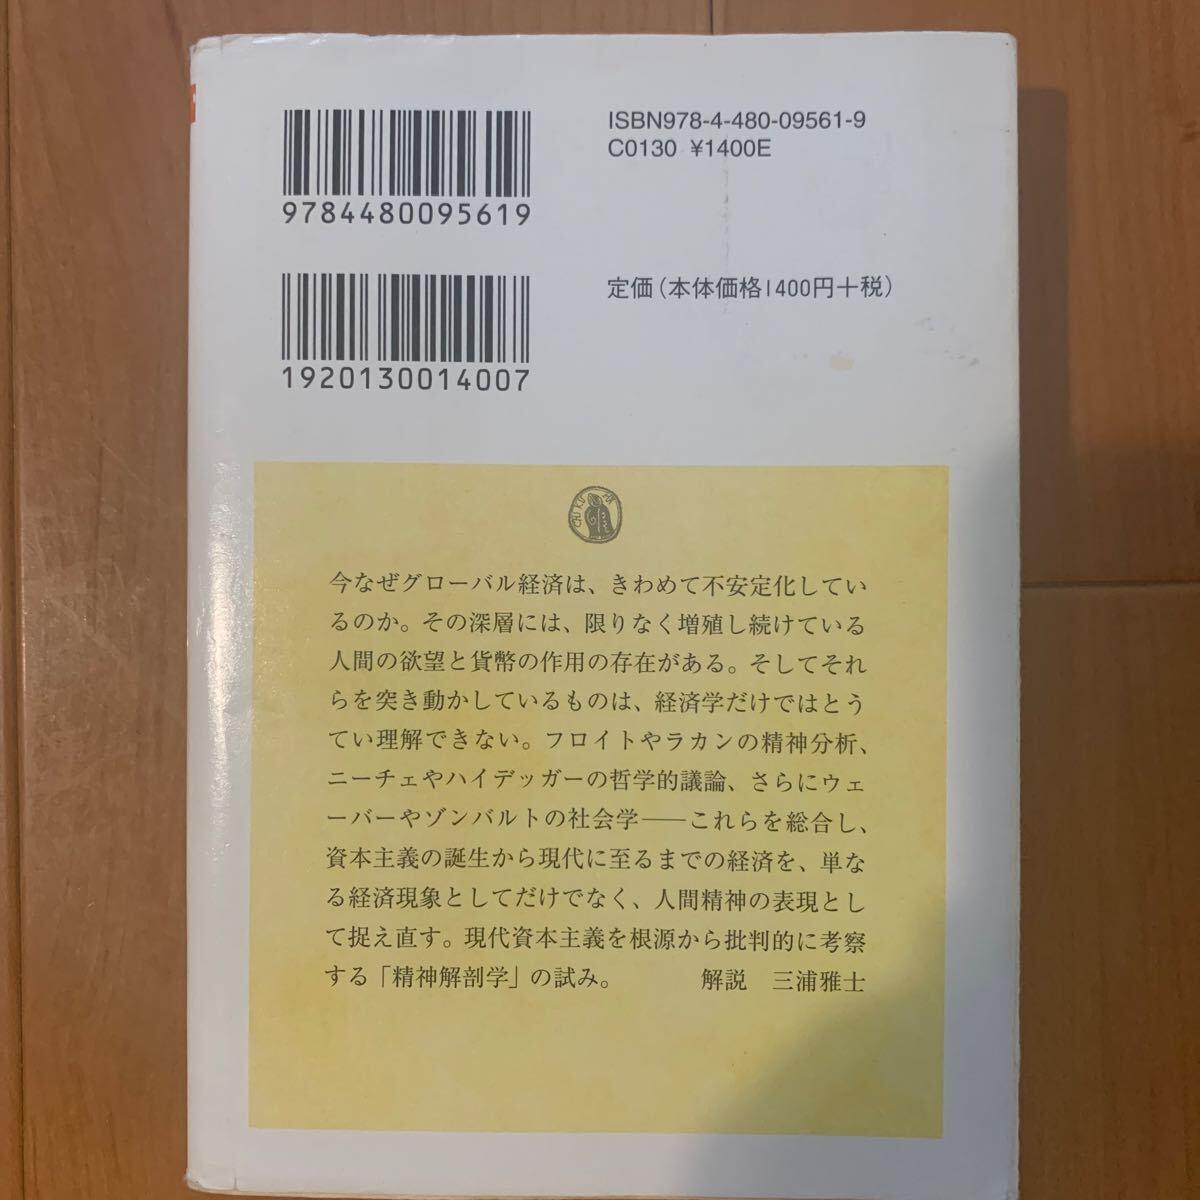 ISBN978-4-480-09561-9
C0130 ¥1400E
9784480095619
定価(本体価格1400円+税)
1920130014007
CHIKUMA
今なぜグローバル経済は、きわめて不安定化してい
るのか。その深層には、限りなく増殖し続けている
人間の欲望と貨幣の作用の存在がある。そしてそれ
らを突き動かしているものは、経済学だけではとう
てい理解できない。フロイトやラカンの精神分析、
ニーチェやハイデッガーの哲学的議論、さらにウェ
ーバーやゾンバルトの社会学――これらを総合し、
資本主義の誕生から現代に至るまでの経済を、単な
る経済現象としてだけでなく、人間精神の表現とし
て捉え直す。現代資本主義を根源から批判的に考察
する「精神解剖学」の試み。 解説 三浦雅士